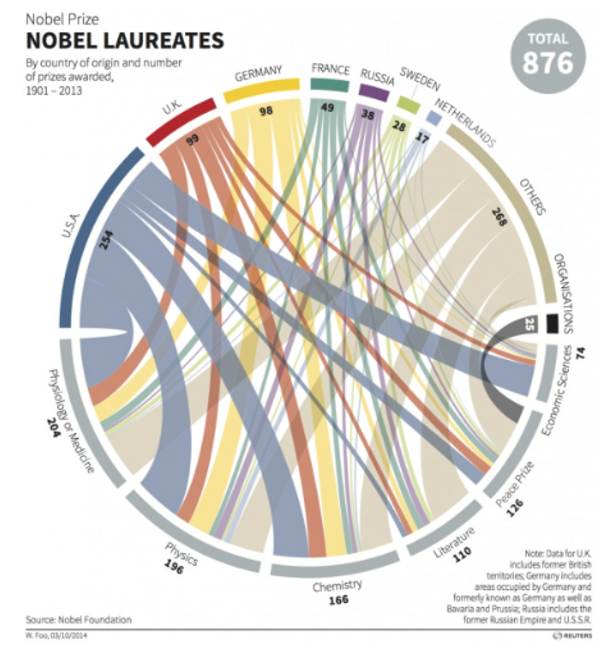 Nobel Prize
NOBEL LAUREATES
By country of origin and number
of prizes awarded,
1901 – 2013
TOTAL
876
U.S.A.
254
U.K.
99
GERMANY
98
FRANCE
49
RUSSIA
38
SWEDEN
28
NETHERLANDS
17
OTHERS
268
ORGANISATIONS
25
Economic Sciences
74
Peace Prize
126
Literature
110
Chemistry
166
Physics
196
Physiology or Medicine
204
Note: Data for U.K.
includes former British
territories; Germany includes
areas occupied by Germany and
formerly known as Germany as well as
Bavaria and Prussia; Russia includes the
former Russian Empire and U.S.S.R.
Source: Nobel Foundation
W. Foo, 03/10/2014
REUTERS